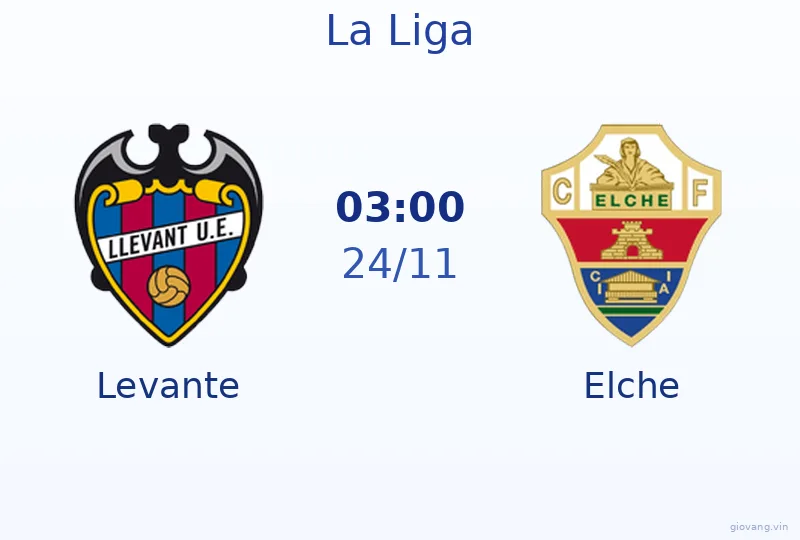 La Liga
LLEVANT U.E.
03:00
24/11
C F
ELCHE
C I
I A
Levante
Elche
giovang.vin